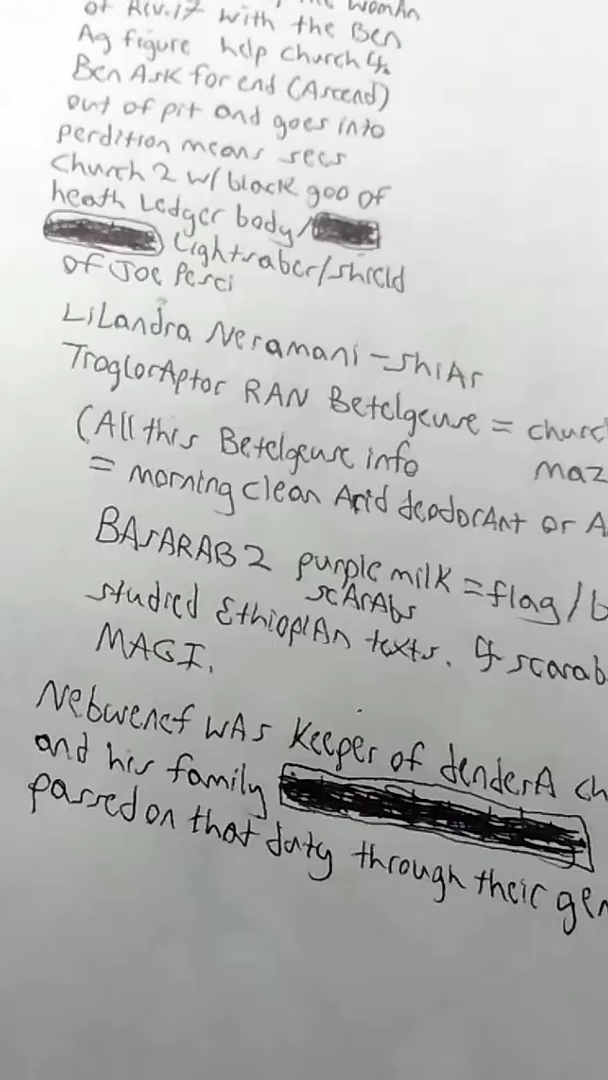 of Rev.17 with the Ben
Ag figure help church 4.
Ben Ask for end (Ascend)
out of pit and goes into
perdition means sees
Church 2 w/ black goo of
heath Ledger body/
Lightsaber/shield
of Joe Pesci
LiLandra Neramani - ShiAr
TroglorAptor RAN Betelgeuse = churc
(All this Betelgeuse info maz
= morning clean Acid deodorAnt or A
BASARAB 2 purple milk = flag/b
scArAbs
studied EthiopiAn texts. 4 scarab
MAGI.
Nebwenef wAs Keeper of denderA ch
and his family
passed on that duty through their gen